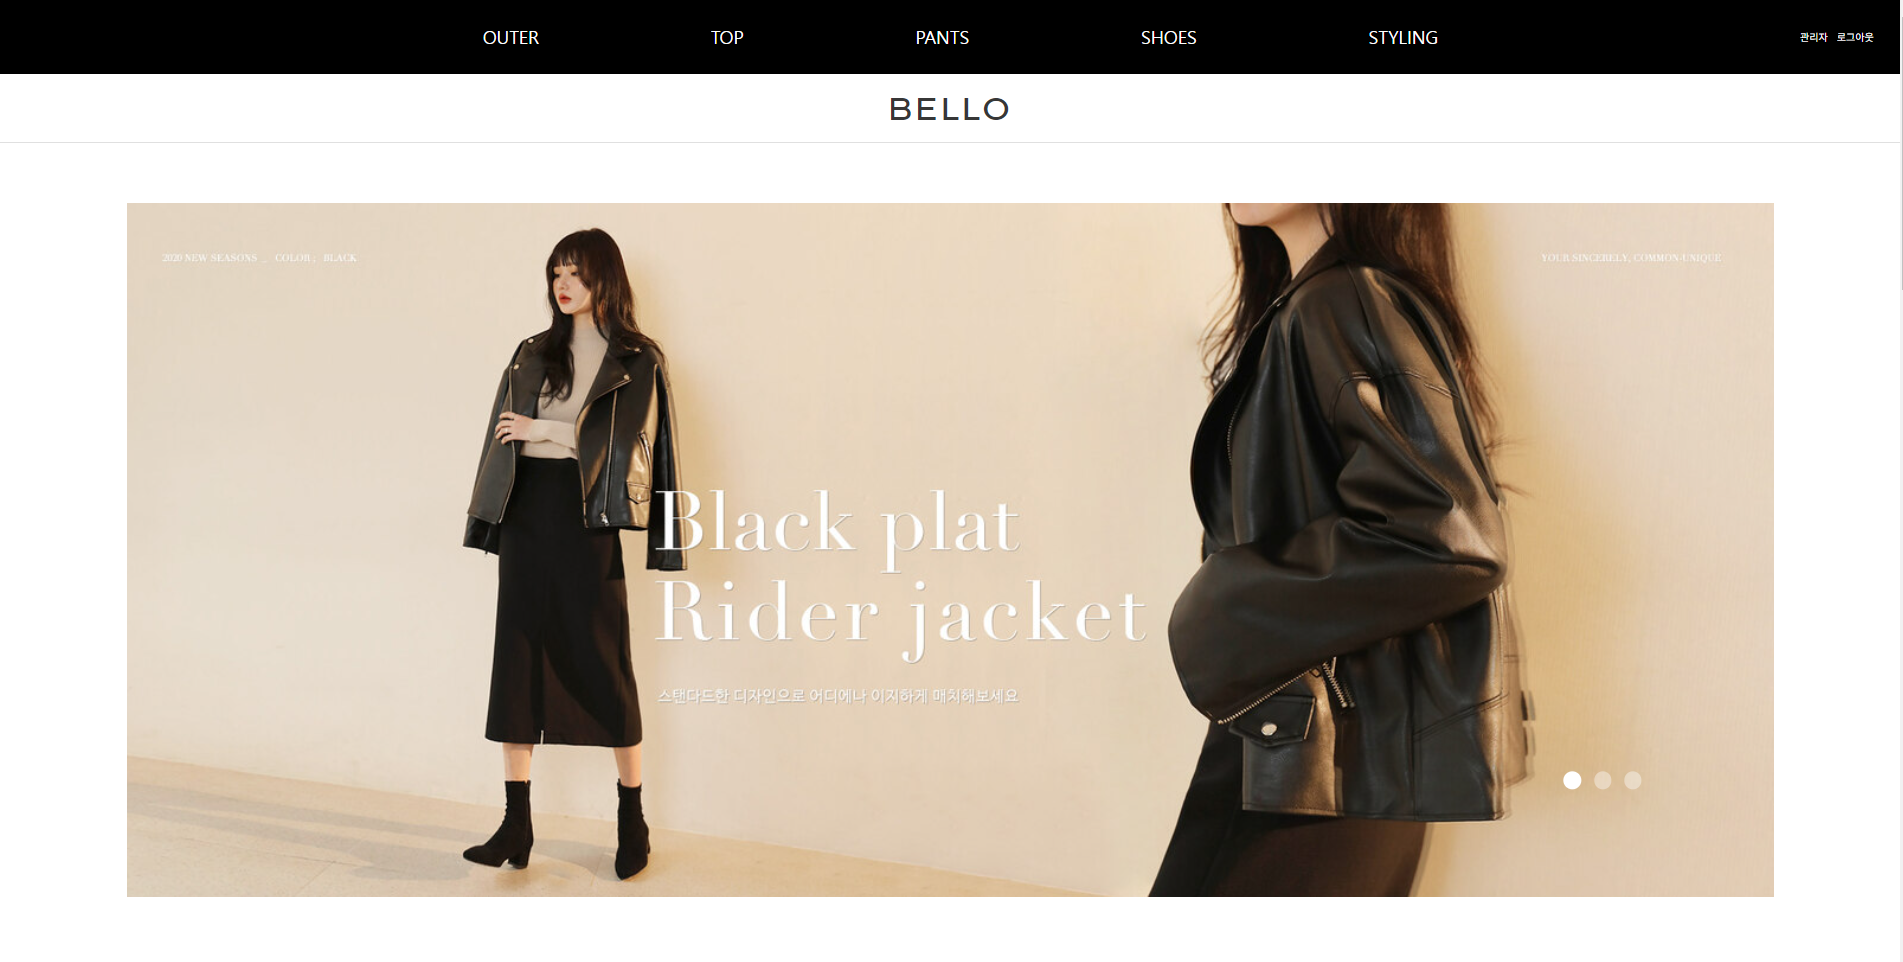 OUTER TOP PANTS SHOES STYLING 관리자 로그아웃
BELLO
2020 NEW SEASONS _ COLOR ; BLACK
YOUR SINCERELY, COMMON-UNIQUE
Black plat
Rider jacket
스탠다드한 디자인으로 어디에나 이지하게 매치해보세요